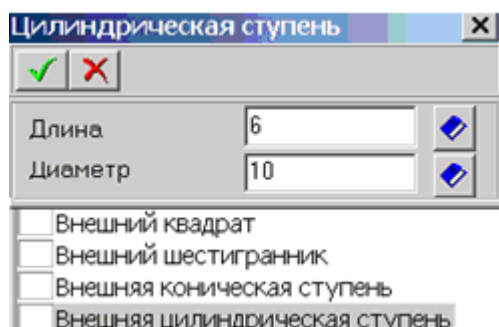 Цилиндрическая ступень
Длина 6
Диаметр 10
Внешний квадрат
Внешний шестигранник
Внешняя коническая ступень
Внешняя цилиндрическая ступень